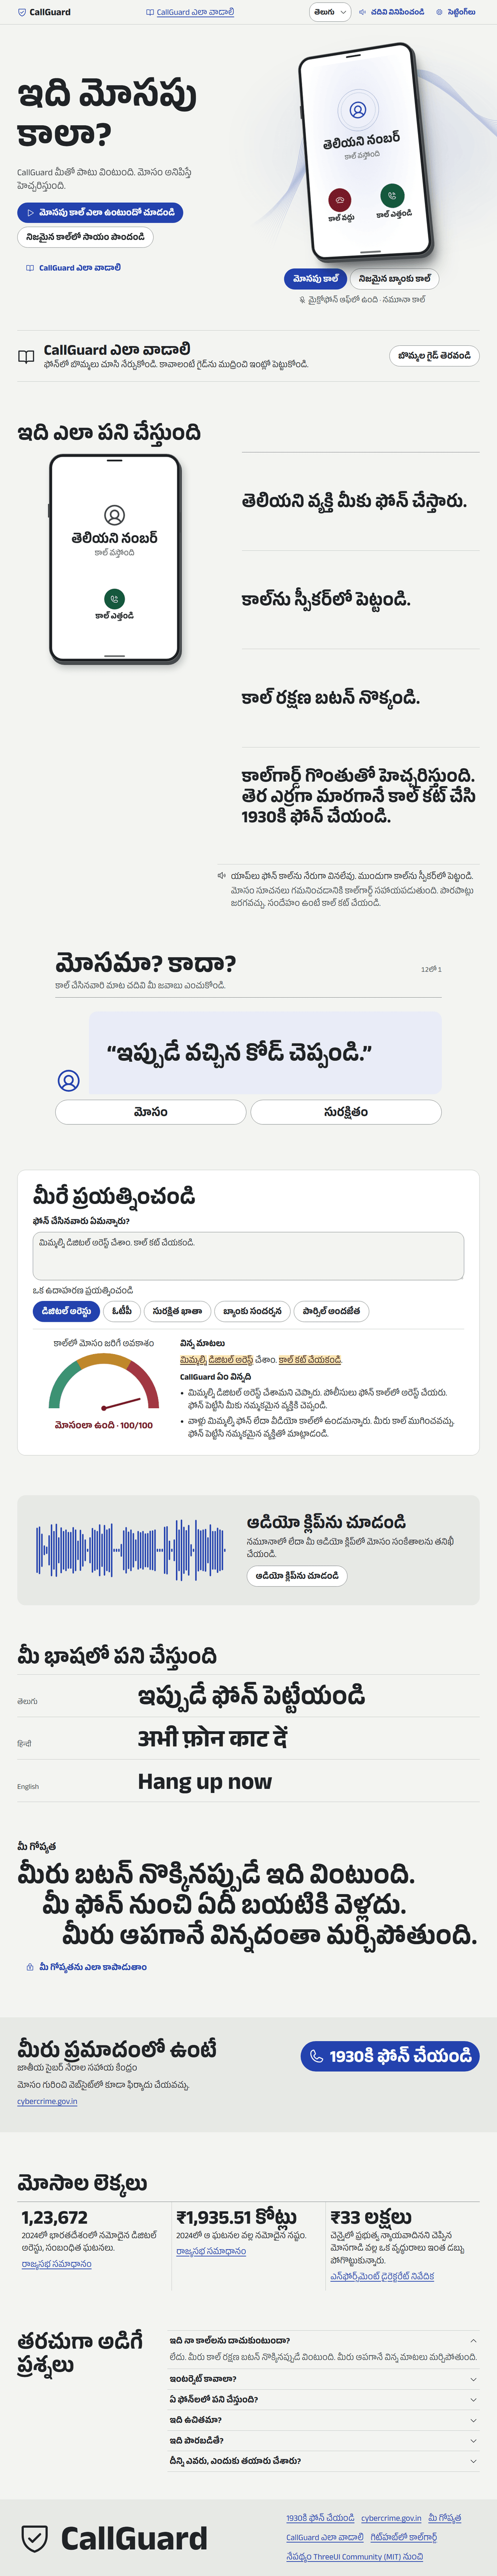 CallGuard
CallGuard ఎలా వాడాలి
తెలుగు
చదివి వినిపించండి
సెట్టింగ్‌లు
ఇది మోసపు
కాలా?
CallGuard మీతో పాటు వింటుంది. మోసం అనిపిస్తే
హెచ్చరిస్తుంది.
మోసపు కాల్ ఎలా ఉంటుందో చూడండి
నిజమైన కాల్‌లో సాయం పొందండి
CallGuard ఎలా వాడాలి
తెలియని నంబర్
కాల్ వస్తోంది
కాల్ వద్దు
కాల్ ఎత్తండి
మోసపు కాల్
నిజమైన బ్యాంకు కాల్
మైక్రోఫోన్ ఆఫ్‌లో ఉంది · నమూనా కాల్
CallGuard ఎలా వాడాలి
ఫోన్‌లో బొమ్మలు చూసి నేర్చుకోండి. కావాలంటే గైడ్‌ను ముద్రించి ఇంట్లో పెట్టుకోండి.
బొమ్మల గైడ్ తెరవండి
ఇది ఎలా పని చేస్తుంది
తెలియని నంబర్
కాల్ వస్తోంది
కాల్ ఎత్తండి
తెలియని వ్యక్తి మీకు ఫోన్ చేస్తారు.
కాల్‌ను స్పీకర్‌లో పెట్టండి.
కాల్ రక్షణ బటన్ నొక్కండి.
కాల్‌గార్డ్ గొంతుతో హెచ్చరిస్తుంది.
తెర ఎర్రగా మారగానే కాల్ కట్ చేసి
1930కి ఫోన్ చేయండి.
యాప్‌లు ఫోన్ కాల్‌ను నేరుగా వినలేవు. ముందుగా కాల్‌ను స్పీకర్‌లో పెట్టండి.
మోసం సూచనలు గమనించడానికి కాల్‌గార్డ్ సహాయపడుతుంది. పొరపాట్లు
జరగవచ్చు. సందేహం ఉంటే కాల్ కట్ చేయండి.
మోసమా? కాదా?
12లో 1
కాల్ చేసినవారి మాట చదివి మీ జవాబు ఎంచుకోండి.
“ఇప్పుడే వచ్చిన కోడ్ చెప్పండి.”
మోసం
సురక్షితం
మీరే ప్రయత్నించండి
ఫోన్ చేసినవారు ఏమన్నారు?
మిమ్మల్ని డిజిటల్ అరెస్ట్ చేశాం. కాల్ కట్ చేయకండి.
ఒక ఉదాహరణ ప్రయత్నించండి
డిజిటల్ అరెస్టు
ఓటీపీ
సురక్షిత ఖాతా
బ్యాంకు సందర్శన
పార్సిల్ అందజేత
కాల్‌లో మోసం జరిగే అవకాశం
మోసంలా ఉంది · 100/100
విన్న మాటలు
మిమ్మల్ని డిజిటల్ అరెస్ట్ చేశాం. కాల్ కట్ చేయకండి.
CallGuard ఏం విన్నది
• మిమ్మల్ని డిజిటల్ అరెస్ట్ చేశామని చెప్పారు. పోలీసులు ఫోన్ కాల్‌లో అరెస్ట్ చేయరు.
ఫోన్ పెట్టేసి మీకు నమ్మకమైన వ్యక్తికి చెప్పండి.
• వాళ్లు మిమ్మల్ని ఫోన్ లేదా వీడియో కాల్‌లో ఉండమన్నారు. మీరు కాల్ ముగించవచ్చు.
ఫోన్ పెట్టేసి నమ్మకమైన వ్యక్తితో మాట్లాడండి.
ఆడియో క్లిప్‌ను చూడండి
నమూనాలో లేదా మీ ఆడియో క్లిప్‌లో మోసం సంకేతాలను తనిఖీ
చేయండి.
ఆడియో క్లిప్‌ను చూడండి
మీ భాషలో పని చేస్తుంది
తెలుగు
ఇప్పుడే ఫోన్ పెట్టేయండి
हिन्दी
अभी फ़ोन काट दें
English
Hang up now
మీ గోప్యత
మీరు బటన్ నొక్కినప్పుడే ఇది వింటుంది.
మీ ఫోన్ నుంచి ఏదీ బయటికి వెళ్లదు.
మీరు ఆపగానే విన్నదంతా మర్చిపోతుంది.
మీ గోప్యతను ఎలా కాపాడుతాం
మీరు ప్రమాదంలో ఉంటే
జాతీయ సైబర్ నేరాల సహాయ కేంద్రం
మోసం గురించి వెబ్‌సైట్‌లో కూడా ఫిర్యాదు చేయవచ్చు.
cybercrime.gov.in
1930కి ఫోన్ చేయండి
మోసాల లెక్కలు
1,23,672
2024లో భారతదేశంలో నమోదైన డిజిటల్
అరెస్టు, సంబంధిత ఘటనలు.
రాజ్యసభ సమాధానం
₹1,935.51 కోట్లు
2024లో ఆ ఘటనల వల్ల నమోదైన నష్టం.
రాజ్యసభ సమాధానం
₹33 లక్షలు
చెన్నైలో ప్రభుత్వ న్యాయవాదినని చెప్పిన
మోసగాడి వల్ల ఒక వృద్ధురాలు ఇంత డబ్బు
పోగొట్టుకున్నారు.
ఎన్‌ఫోర్స్‌మెంట్ డైరెక్టరేట్ నివేదిక
తరచుగా అడిగే
ప్రశ్నలు
ఇది నా కాల్‌లను దాచుకుంటుందా?
లేదు. మీరు కాల్ రక్షణ బటన్ నొక్కినప్పుడే వింటుంది. మీరు ఆపగానే విన్న మాటలు మర్చిపోతుంది.
ఇంటర్నెట్ కావాలా?
ఏ ఫోన్‌లలో పని చేస్తుంది?
ఇది ఉచితమా?
ఇది పొరబడితే?
దీన్ని ఎవరు, ఎందుకు తయారు చేశారు?
CallGuard
1930కి ఫోన్ చేయండి
cybercrime.gov.in
మీ గోప్యత
CallGuard ఎలా వాడాలి
గిట్‌హబ్‌లో కాల్‌గార్డ్
నేపథ్యం ThreeUI Community (MIT) నుంచి